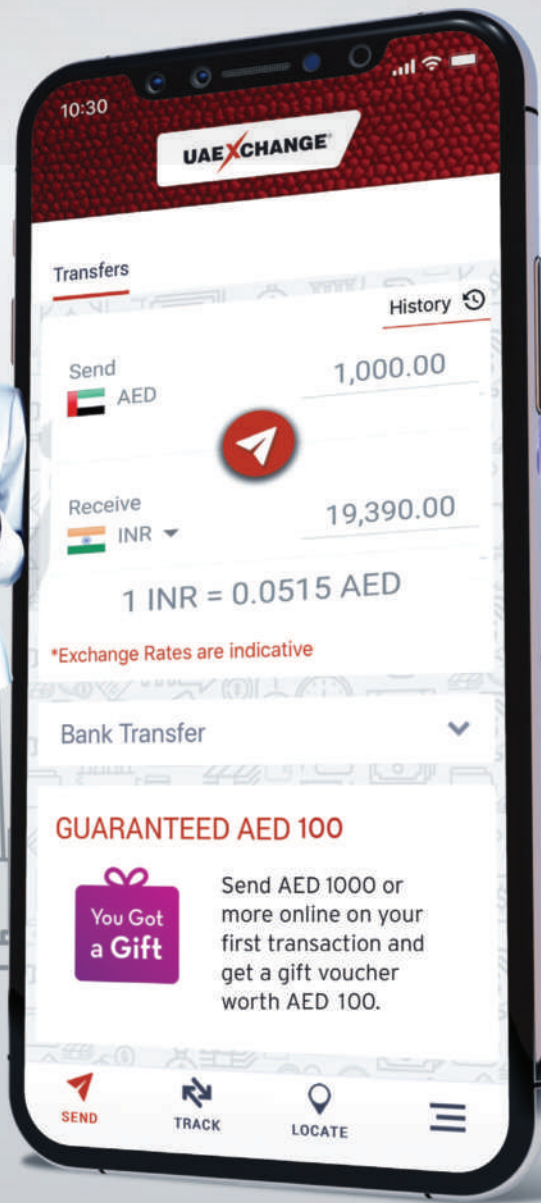 10:30
UAEXCHANGE
Transfers
History
Send
1,000.00
AED
Receive
19,390.00
INR
1 INR = 0.0515 AED
*Exchange Rates are indicative
Bank Transfer
GUARANTEED AED 100
You Got
a Gift
Send AED 1000 or
more online on your
first transaction and
get a gift voucher
worth AED 100.
SEND
TRACK
LOCATE